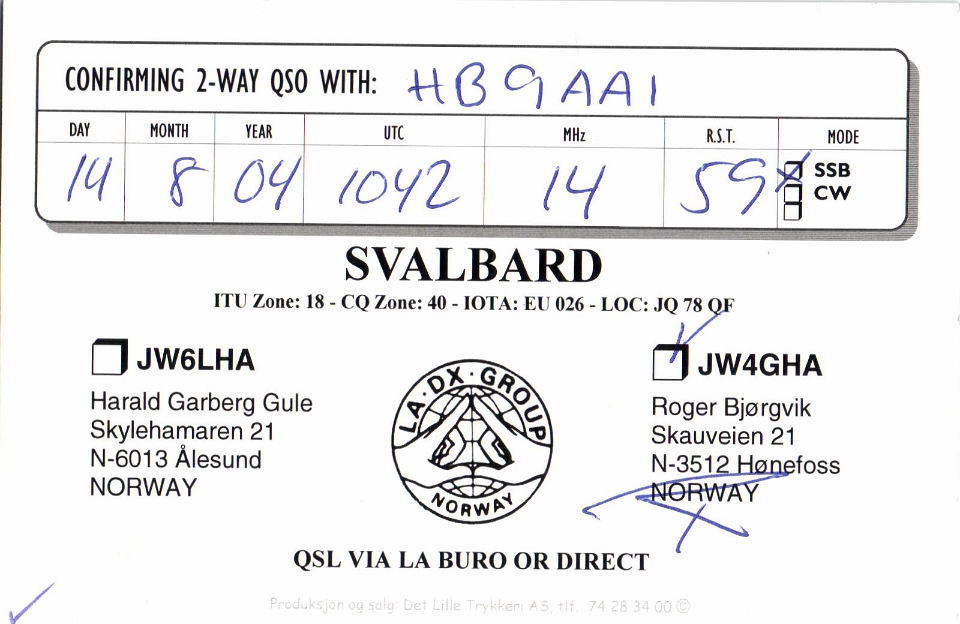 CONFIRMING 2-WAY QSO WITH: HB9AAI
DAY MONTH YEAR UTC MHz R.S.T. MODE
14 8 04 1042 14 59 SSB
CW
SVALBARD
ITU Zone: 18 - CQ Zone: 40 - IOTA: EU 026 - LOC: JQ 78 QF
JW6LHA
Harald Garberg Gule
Skylehamaren 21
N-6013 Ålesund
NORWAY
LA · DX · GROUP
NORWAY
JW4GHA
Roger Bjørgvik
Skauveien 21
N-3512 Hønefoss
NORWAY
QSL VIA LA BURO OR DIRECT
Produksjon og salg: Det Lille Trykkeri AS, tlf. 74 28 34 00 ©